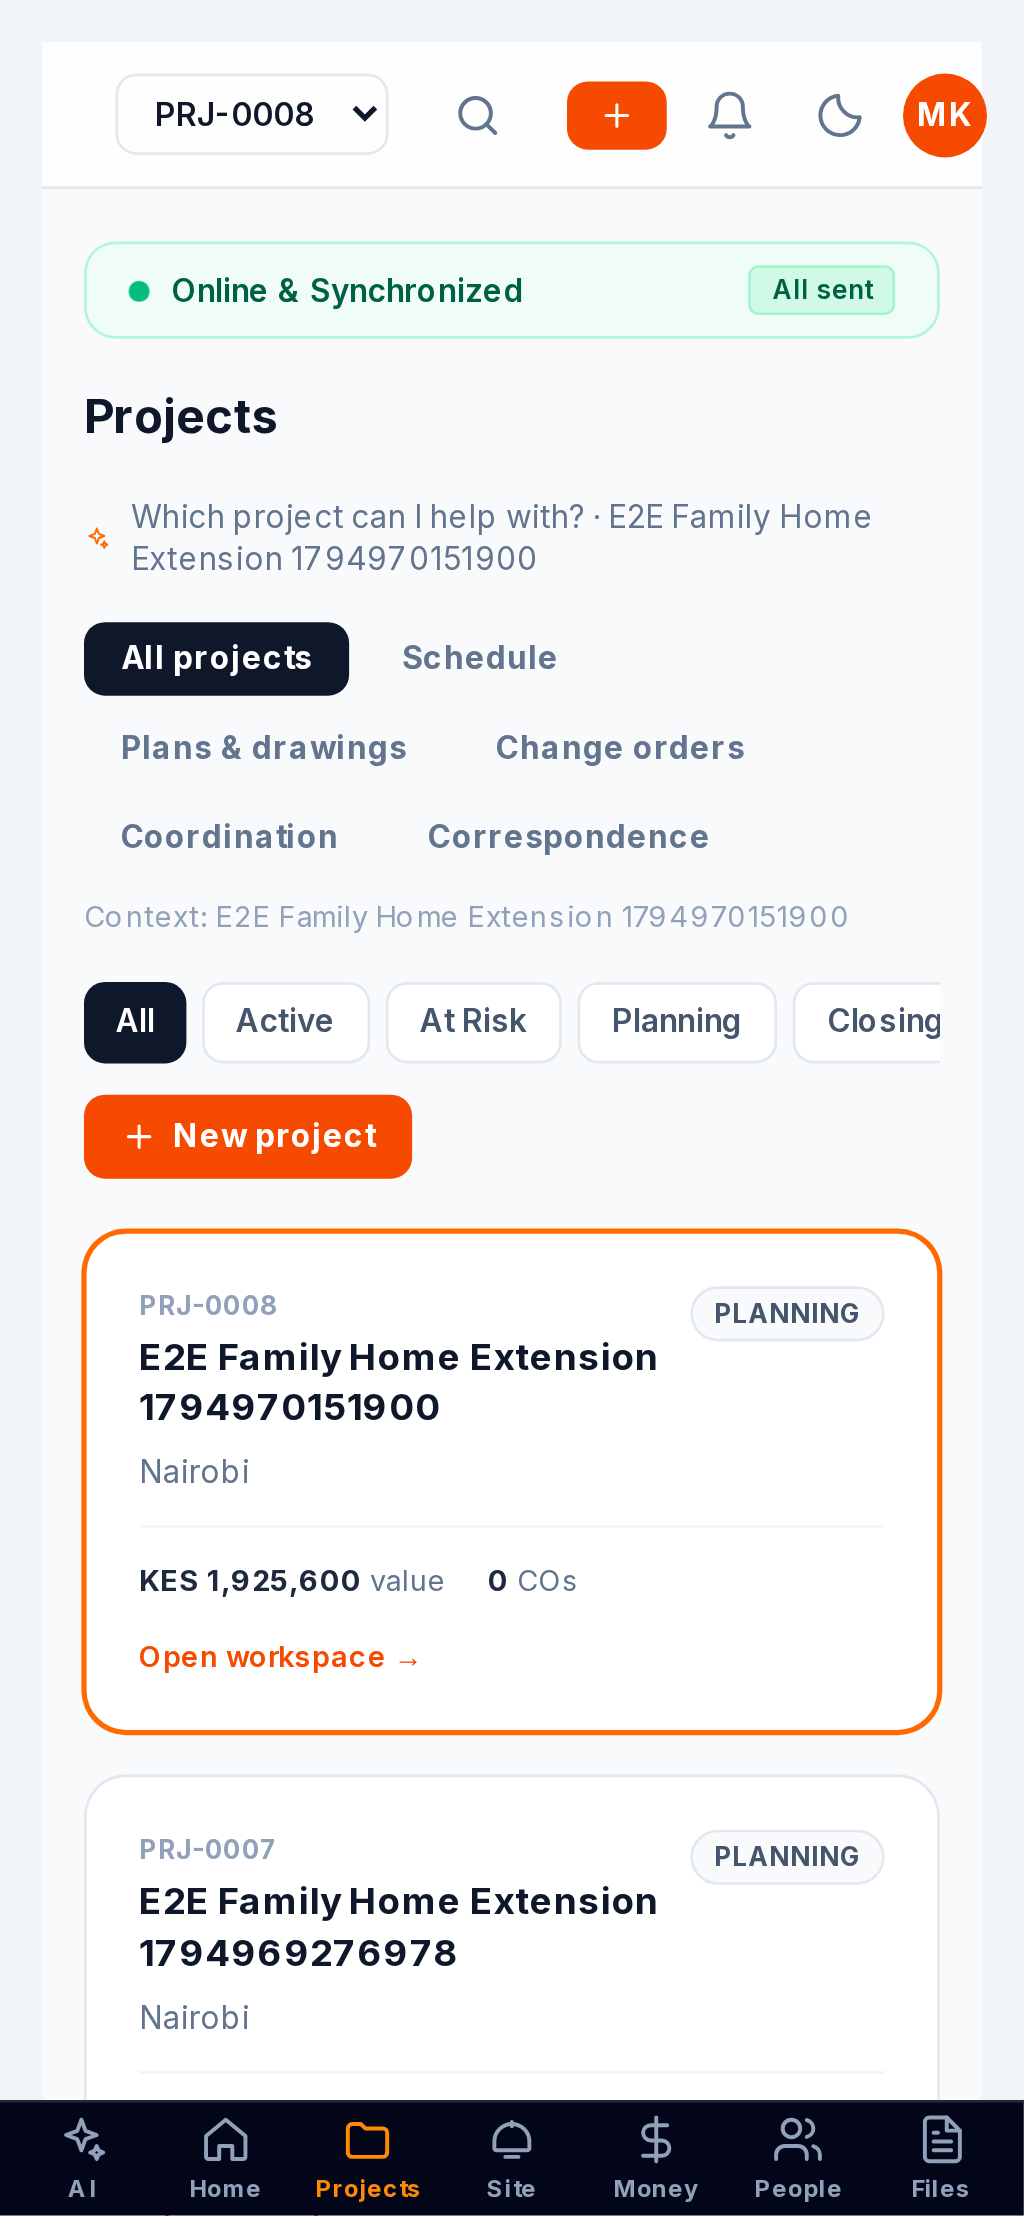 PRJ-0008
MK
Online & Synchronized
All sent
Projects
Which project can I help with? · E2E Family Home
Extension 1794970151900
All projects
Schedule
Plans & drawings
Change orders
Coordination
Correspondence
Context: E2E Family Home Extension 1794970151900
All
Active
At Risk
Planning
Closing
+ New project
PRJ-0008
PLANNING
E2E Family Home Extension
1794970151900
Nairobi
KES 1,925,600 value 0 COs
Open workspace →
PRJ-0007
PLANNING
E2E Family Home Extension
1794969276978
Nairobi
AI
Home
Projects
Site
Money
People
Files